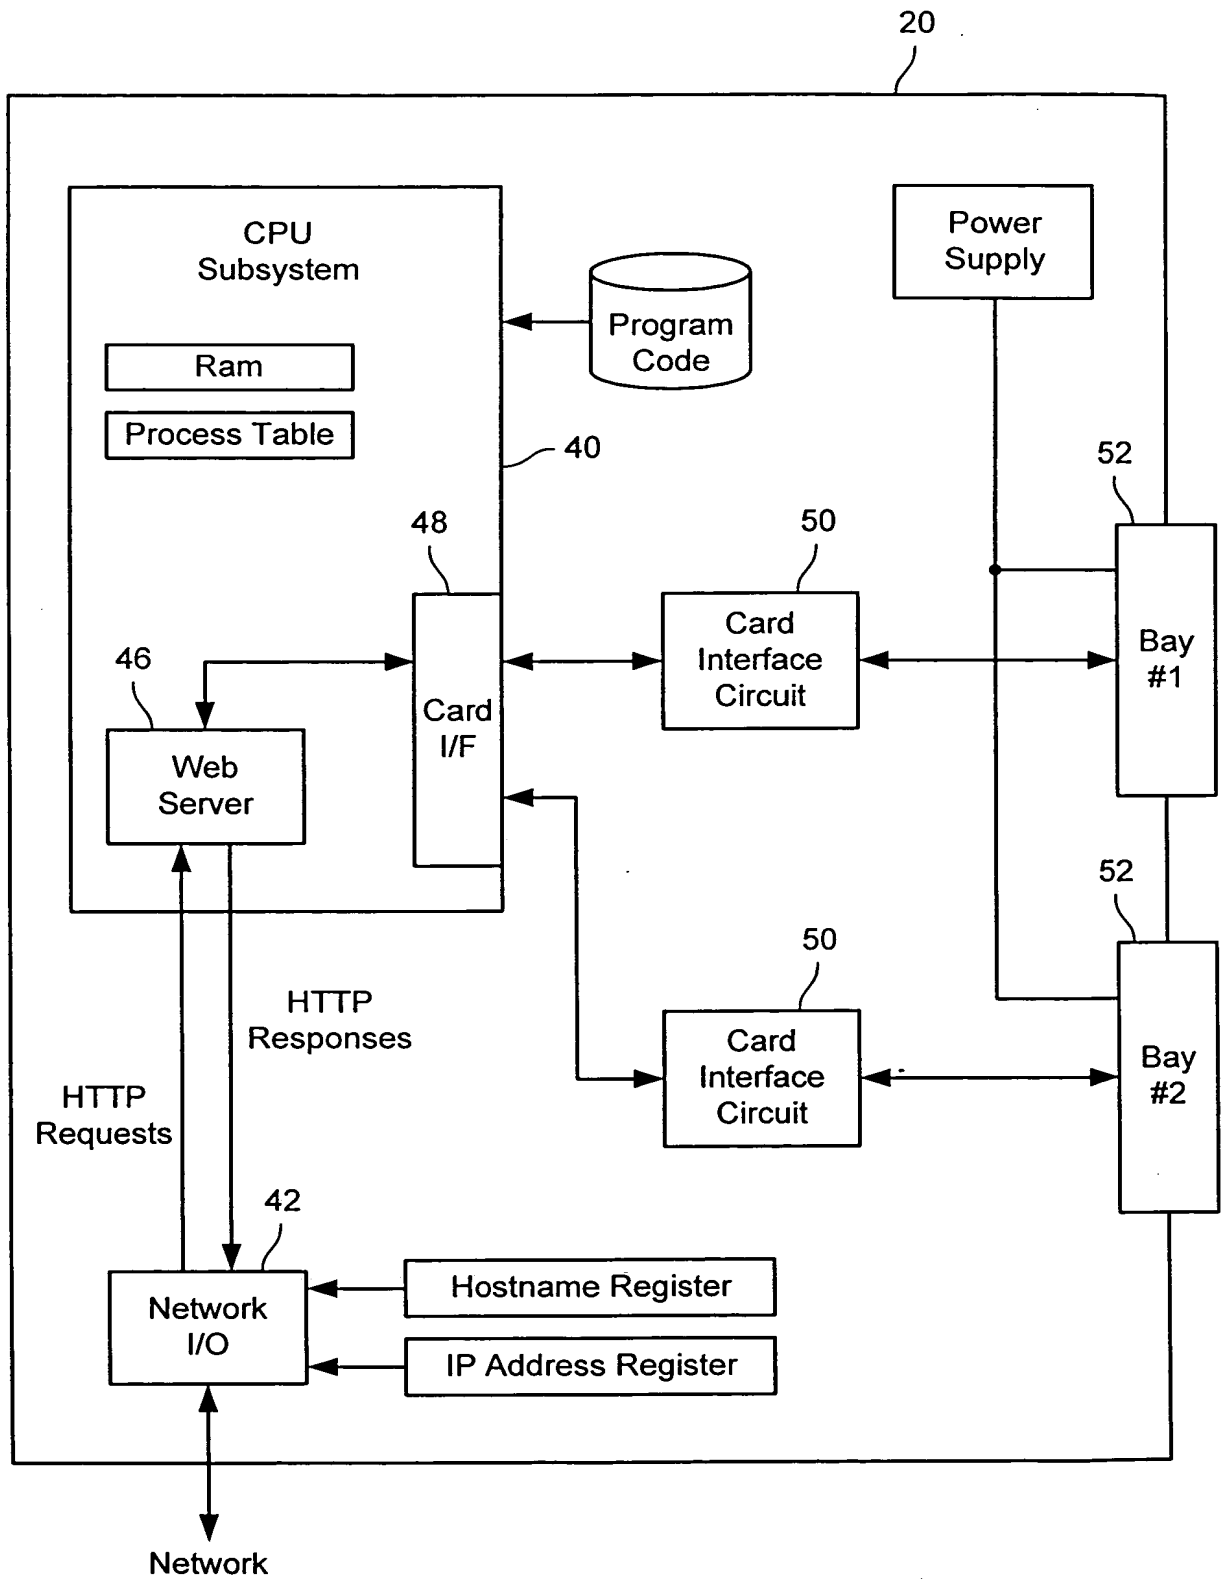 20
CPU
Subsystem
Power
Supply
Program
Code
Ram
Process Table
40
52
48
50
Card
Interface
Circuit
Bay
#1
46
Card
I/F
Web
Server
52
50
HTTP
Responses
Card
Interface
Circuit
Bay
#2
HTTP
Requests
42
Hostname Register
Network
I/O
IP Address Register
Network